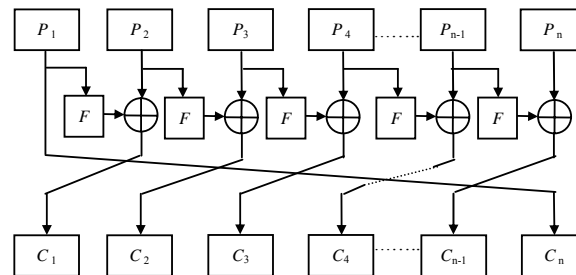 P1 P2 P3 P4 ........ Pn-1 Pn
F F F F F
C1 C2 C3 C4 ........ Cn-1 Cn